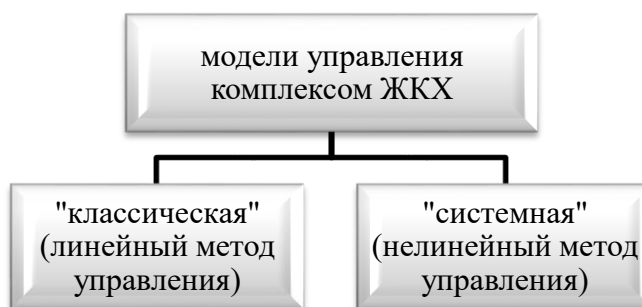 модели управления
комплексом ЖКХ
"классическая"
(линейный метод
управления)
"системная"
(нелинейный метод
управления)